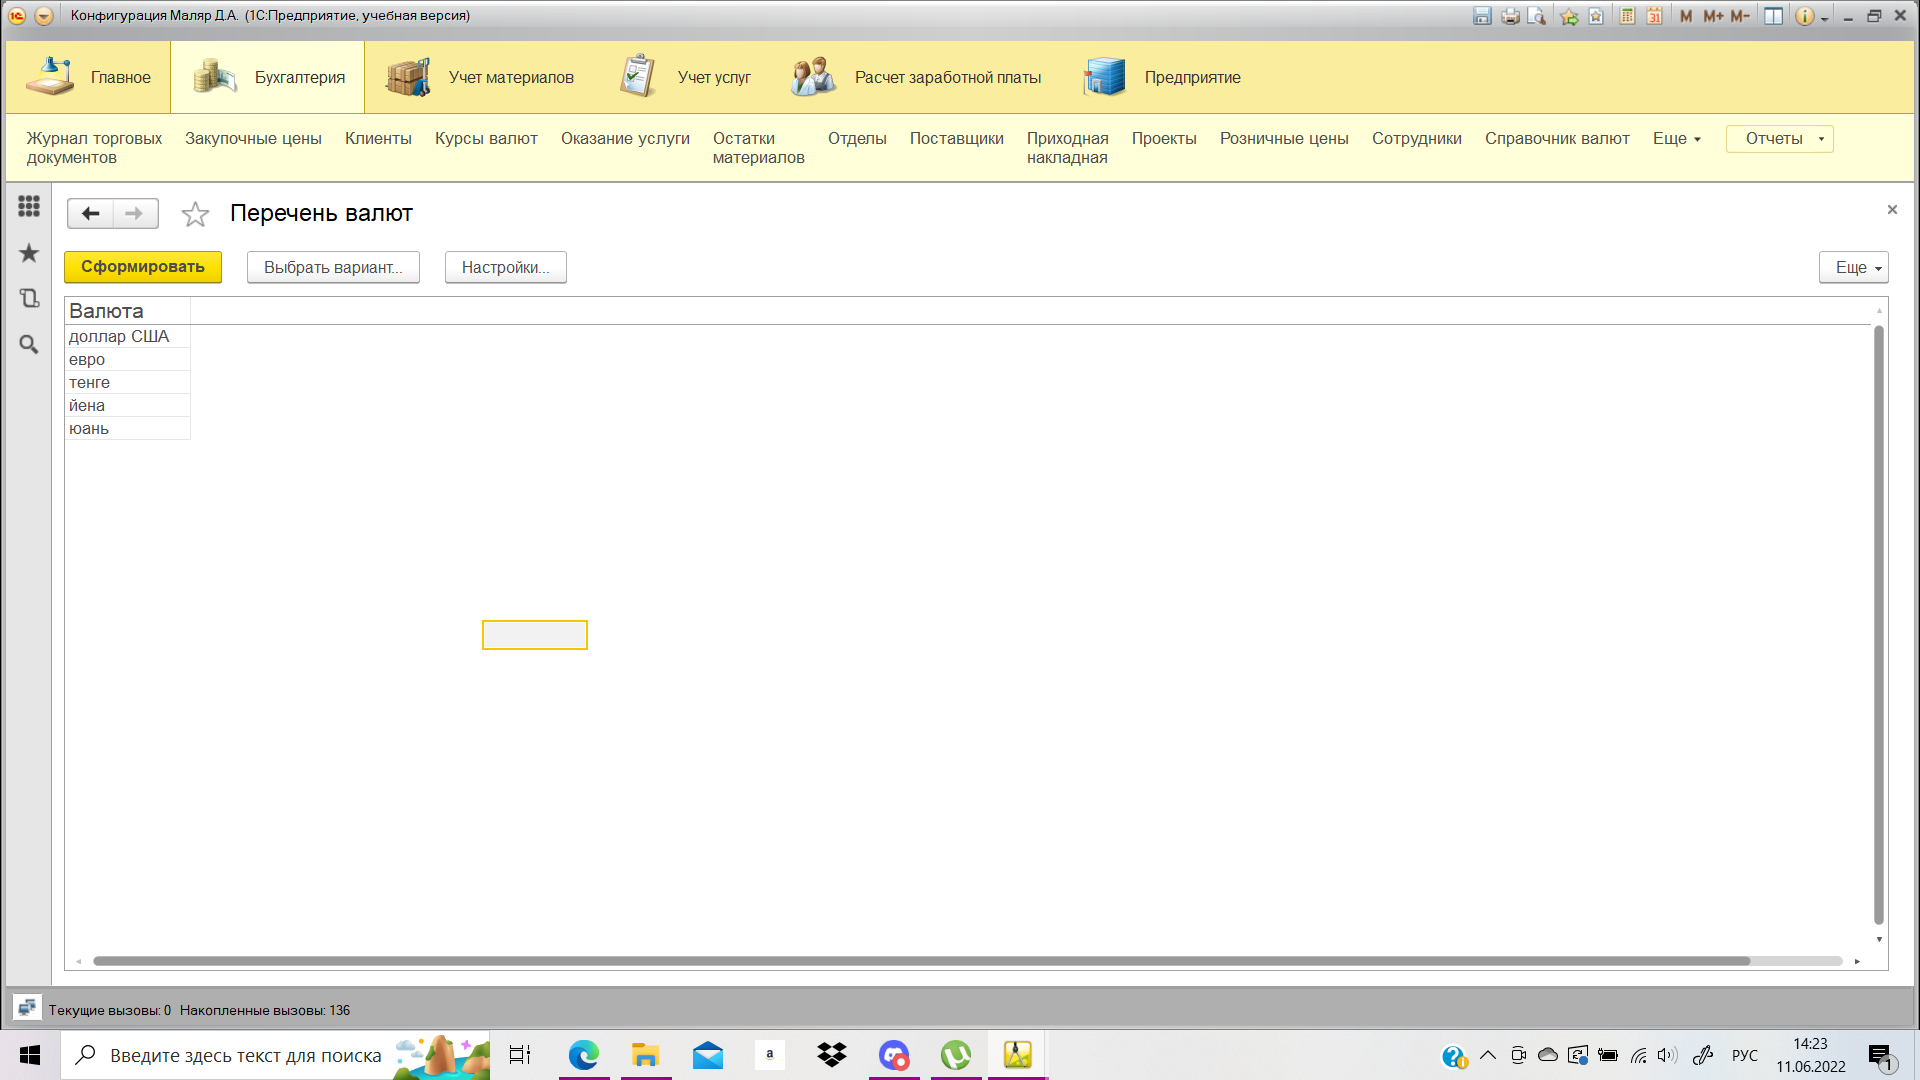 Конфигурация Маляр Д.А. (1С:Предприятие, учебная версия)
M M+ M-
Главное
Бухгалтерия
Учет материалов
Учет услуг
Расчет заработной платы
Предприятие
Журнал торговых документов
Закупочные цены
Клиенты
Курсы валют
Оказание услуги
Остатки материалов
Отделы
Поставщики
Приходная накладная
Проекты
Розничные цены
Сотрудники
Справочник валют
Еще
Отчеты
Перечень валют
Сформировать
Выбрать вариант...
Настройки...
Еще
Валюта
доллар США
евро
тенге
йена
юань
Текущие вызовы: 0 Накопленные вызовы: 136
Введите здесь текст для поиска
a
РУС
14:23
11.06.2022
1